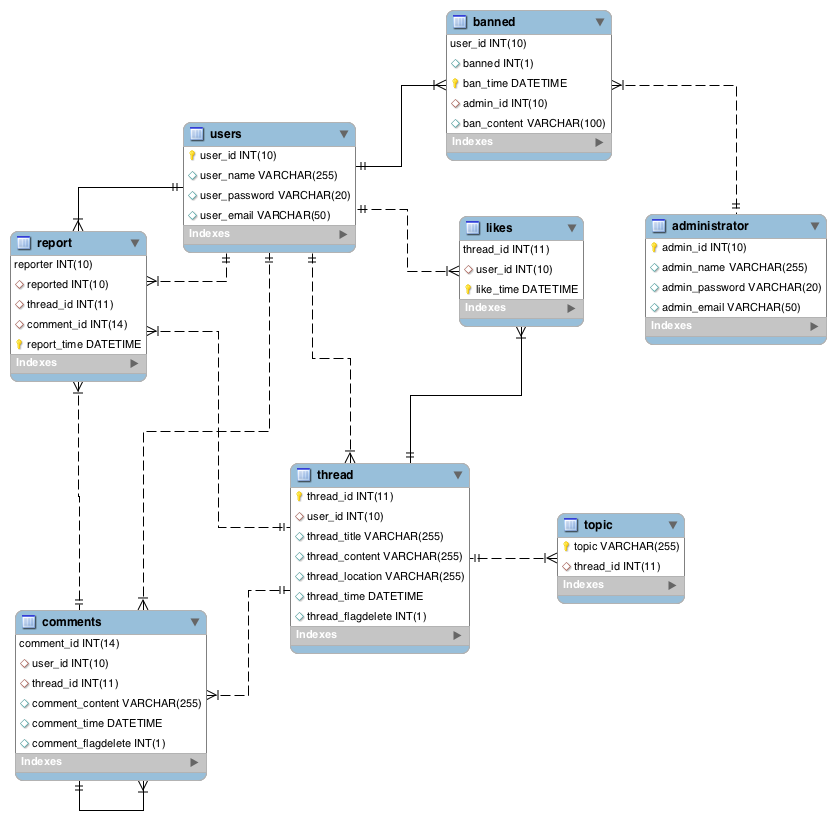 banned
user_id INT(10)
banned INT(1)
ban_time DATETIME
admin_id INT(10)
ban_content VARCHAR(100)
Indexes
users
user_id INT(10)
user_name VARCHAR(255)
user_password VARCHAR(20)
user_email VARCHAR(50)
Indexes
likes
thread_id INT(11)
user_id INT(10)
like_time DATETIME
Indexes
administrator
admin_id INT(10)
admin_name VARCHAR(255)
admin_password VARCHAR(20)
admin_email VARCHAR(50)
Indexes
report
reporter INT(10)
reported INT(10)
thread_id INT(11)
comment_id INT(14)
report_time DATETIME
Indexes
thread
thread_id INT(11)
user_id INT(10)
thread_title VARCHAR(255)
thread_content VARCHAR(255)
thread_location VARCHAR(255)
thread_time DATETIME
thread_flagdelete INT(1)
Indexes
topic
topic VARCHAR(255)
thread_id INT(11)
Indexes
comments
comment_id INT(14)
user_id INT(10)
thread_id INT(11)
comment_content VARCHAR(255)
comment_time DATETIME
comment_flagdelete INT(1)
Indexes